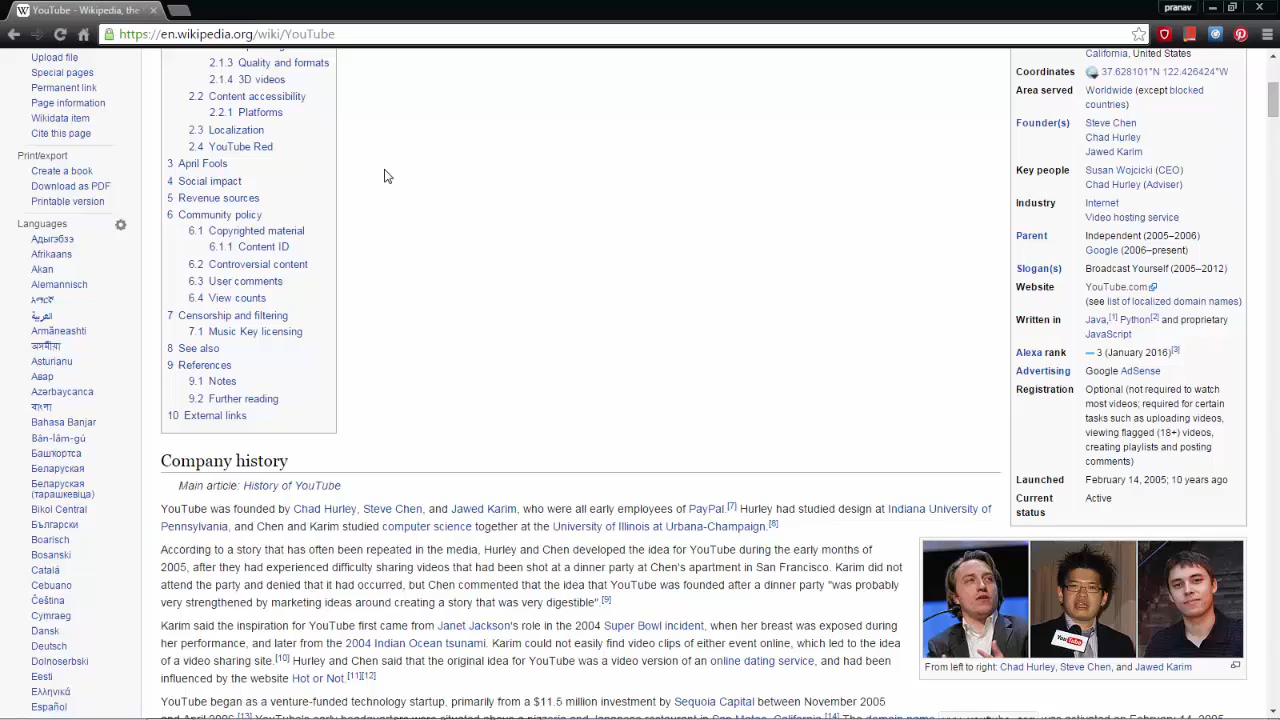 YouTube - Wikipedia, the
pranav
https://en.wikipedia.org/wiki/YouTube
Upload file
Special pages
Permanent link
Page information
Wikidata item
Cite this page
Print/export
Create a book
Download as PDF
Printable version
Languages
Адыгэбзэ
Afrikaans
Akan
Alemannisch
አማርኛ
العربية
Armãneashti
অসমীয়া
Asturianu
Авар
Azərbaycanca
বাংলা
Bahasa Banjar
Bân-lâm-gú
Башҡортса
Беларуская
Беларуская
(тарашкевіца)
Bikol Central
Български
Boarisch
Bosanski
Català
Cebuano
Čeština
Cymraeg
Dansk
Deutsch
Dolnoserbski
Eesti
Ελληνικά
Español
2.1.3 Quality and formats
2.1.4 3D videos
2.2 Content accessibility
2.2.1 Platforms
2.3 Localization
2.4 YouTube Red
3 April Fools
4 Social impact
5 Revenue sources
6 Community policy
6.1 Copyrighted material
6.1.1 Content ID
6.2 Controversial content
6.3 User comments
6.4 View counts
7 Censorship and filtering
7.1 Music Key licensing
8 See also
9 References
9.1 Notes
9.2 Further reading
10 External links
California, United States
Coordinates 37.628101°N 122.426424°W
Area served Worldwide (except blocked
countries)
Founder(s) Steve Chen
Chad Hurley
Jawed Karim
Key people Susan Wojcicki (CEO)
Chad Hurley (Adviser)
Industry Internet
Video hosting service
Parent Independent (2005–2006)
Google (2006–present)
Slogan(s) Broadcast Yourself (2005–2012)
Website YouTube.com
(see list of localized domain names)
Written in Java,[1] Python[2] and proprietary
JavaScript
Alexa rank 3 (January 2016)[3]
Advertising Google AdSense
Registration Optional (not required to watch
most videos; required for certain
tasks such as uploading videos,
viewing flagged (18+) videos,
creating playlists and posting
comments)
Launched February 14, 2005; 10 years ago
Current Active
status
Company history
Main article: History of YouTube
YouTube was founded by Chad Hurley, Steve Chen, and Jawed Karim, who were all early employees of PayPal.[7] Hurley had studied design at Indiana University of
Pennsylvania, and Chen and Karim studied computer science together at the University of Illinois at Urbana-Champaign.[8]
According to a story that has often been repeated in the media, Hurley and Chen developed the idea for YouTube during the early months of
2005, after they had experienced difficulty sharing videos that had been shot at a dinner party at Chen's apartment in San Francisco. Karim did not
attend the party and denied that it had occurred, but Chen commented that the idea that YouTube was founded after a dinner party "was probably
very strengthened by marketing ideas around creating a story that was very digestible".[9]
Karim said the inspiration for YouTube first came from Janet Jackson's role in the 2004 Super Bowl incident, when her breast was exposed during
her performance, and later from the 2004 Indian Ocean tsunami. Karim could not easily find video clips of either event online, which led to the idea
of a video sharing site.[10] Hurley and Chen said that the original idea for YouTube was a video version of an online dating service, and had been
influenced by the website Hot or Not.[11][12]
YouTube began as a venture-funded technology startup, primarily from a $11.5 million investment by Sequoia Capital between November 2005
and April 2006.[13] YouTube's early headquarters were situated above a pizzeria and Japanese restaurant in San Mateo, California.[14] The domain name
YouTube
From left to right: Chad Hurley, Steve Chen, and Jawed Karim